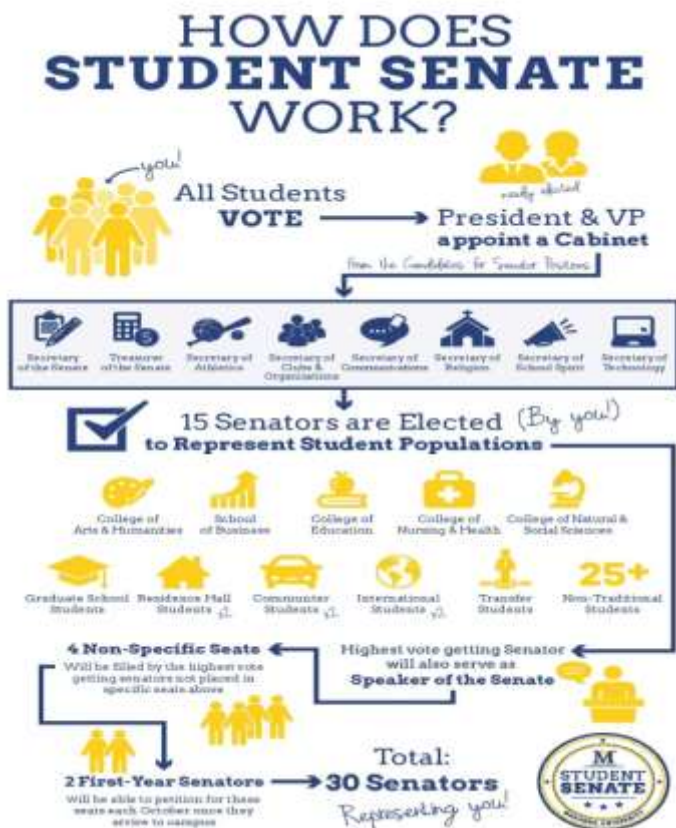 HOW DOES
STUDENT SENATE
WORK?
you!
All Students
VOTE
newly elected
President & VP
appoint a Cabinet
From the Candidates for Senator Positions
Secretary
of the Senate
Treasurer
of the Senate
Secretary of
Athletics
Secretary of
Clubs &
Organizations
Secretary of
Communications
Secretary of
Religion
Secretary of
School Spirit
Secretary of
Technology
15 Senators are Elected (By you!)
to Represent Student Populations
College of
Arts & Humanities
School
of Business
College of
Education
College of
Nursing & Health
College of Natural &
Social Sciences
Graduate School
Students
Residence Hall
Students x2
Commuter
Students x2
International
Students x2
Transfer
Students
25+
Non-Traditional
Students
Highest vote getting Senator
will also serve as
Speaker of the Senate
4 Non-Specific Seats
Will be filled by the highest vote
getting senators not placed in
specific seats above
2 First-Year Senators
Will be able to petition for these
seats each October once they
arrive to campus
Total:
30 Senators
Representing you!
M
STUDENT
SENATE
UNIVERSITY